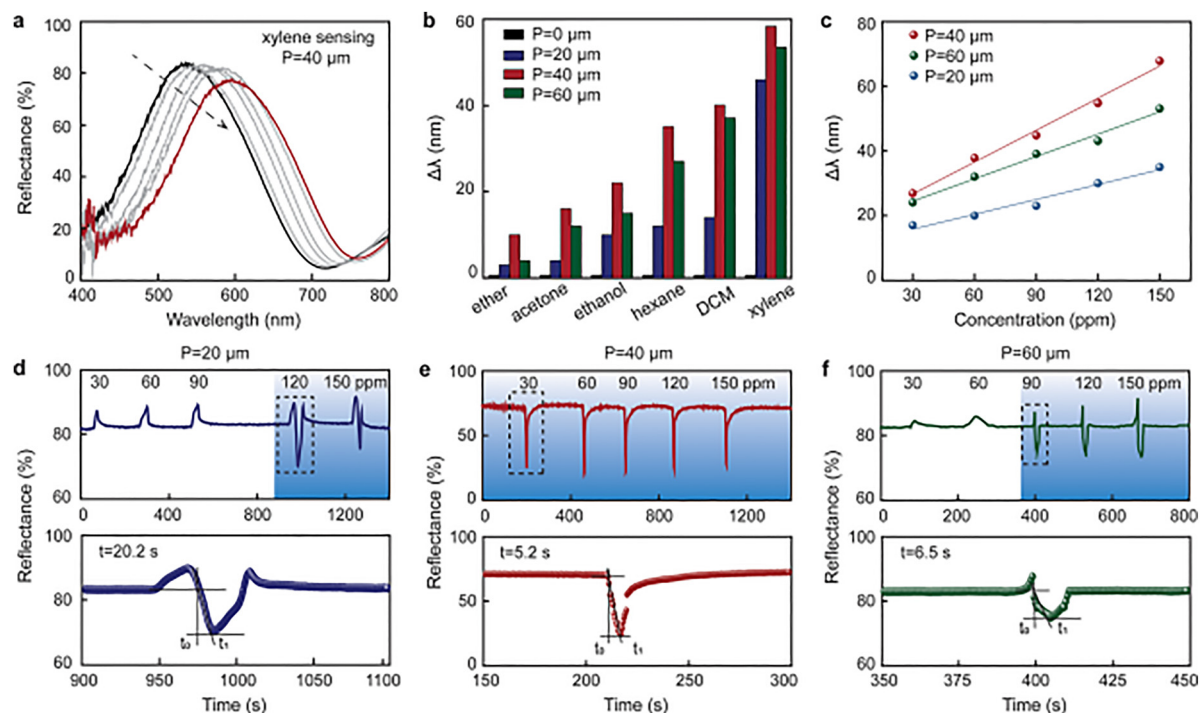 a
xylene sensing
P=40 μm
Reflectance (%)
100
80
60
40
20
0
400 500 600 700 800
Wavelength (nm)
b
P=0 μm
P=20 μm
P=40 μm
P=60 μm
Δλ (nm)
60
40
20
0
ether acetone ethanol hexane DCM xylene
c
P=40 μm
P=60 μm
P=20 μm
Δλ (nm)
80
60
40
20
0
30 60 90 120 150
Concentration (ppm)
d
P=20 μm
Reflectance (%)
100
80
60
30 60 90 120 150 ppm
0 400 800 1200
t=20.2 s
100
80
60
t₀ t₁
900 950 1000 1050 1100
Time (s)
e
P=40 μm
Reflectance (%)
100
50
0
30 60 90 120 150 ppm
0 400 800 1200
t=5.2 s
100
50
0
t₀ t₁
150 200 250 300
Time (s)
f
P=60 μm
Reflectance (%)
100
80
60
30 60 90 120 150 ppm
0 200 400 600 800
t=6.5 s
100
80
60
t₀ t₁
350 375 400 425 450
Time (s)